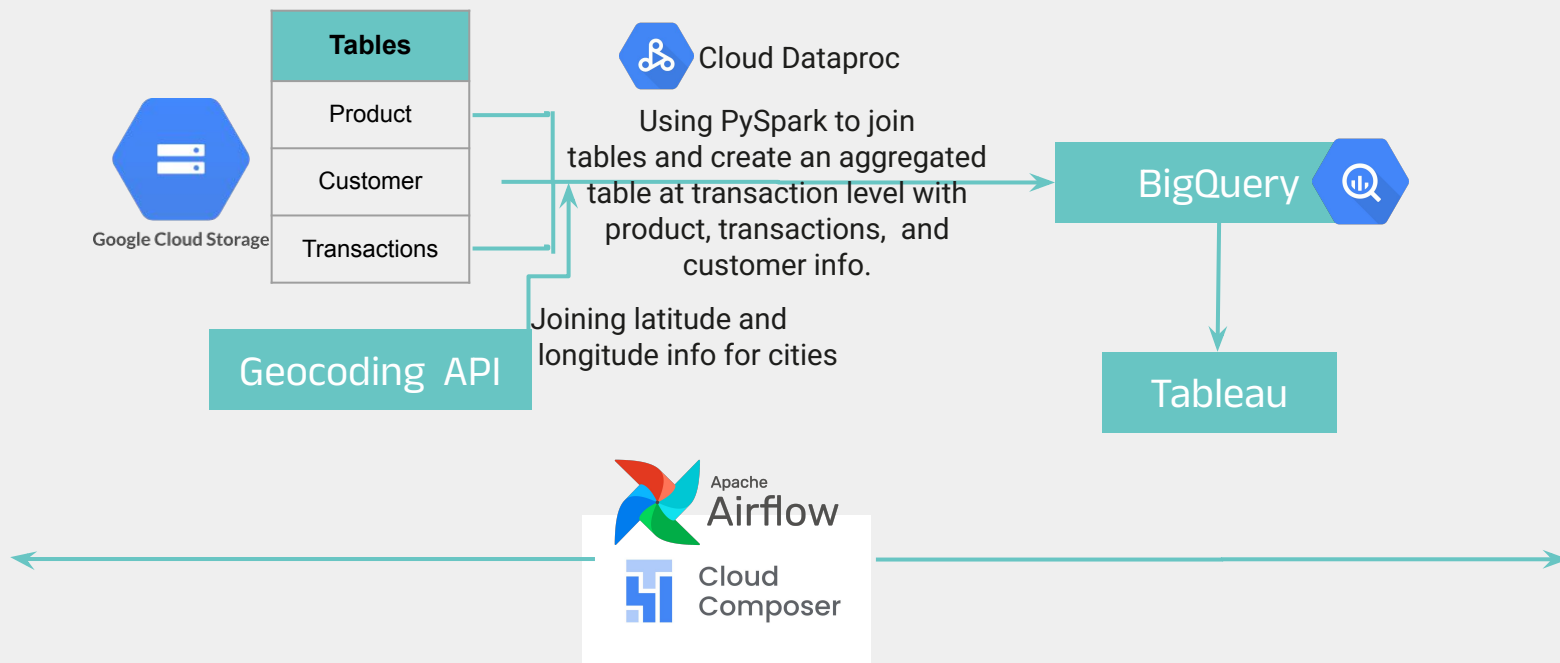 Tables
Product
Customer
Transactions
Google Cloud Storage
Cloud Dataproc
Using PySpark to join
tables and create an aggregated
table at transaction level with
product, transactions, and
customer info.
BigQuery
Joining latitude and
longitude info for cities
Geocoding API
Tableau
Apache
Airflow
Cloud
Composer